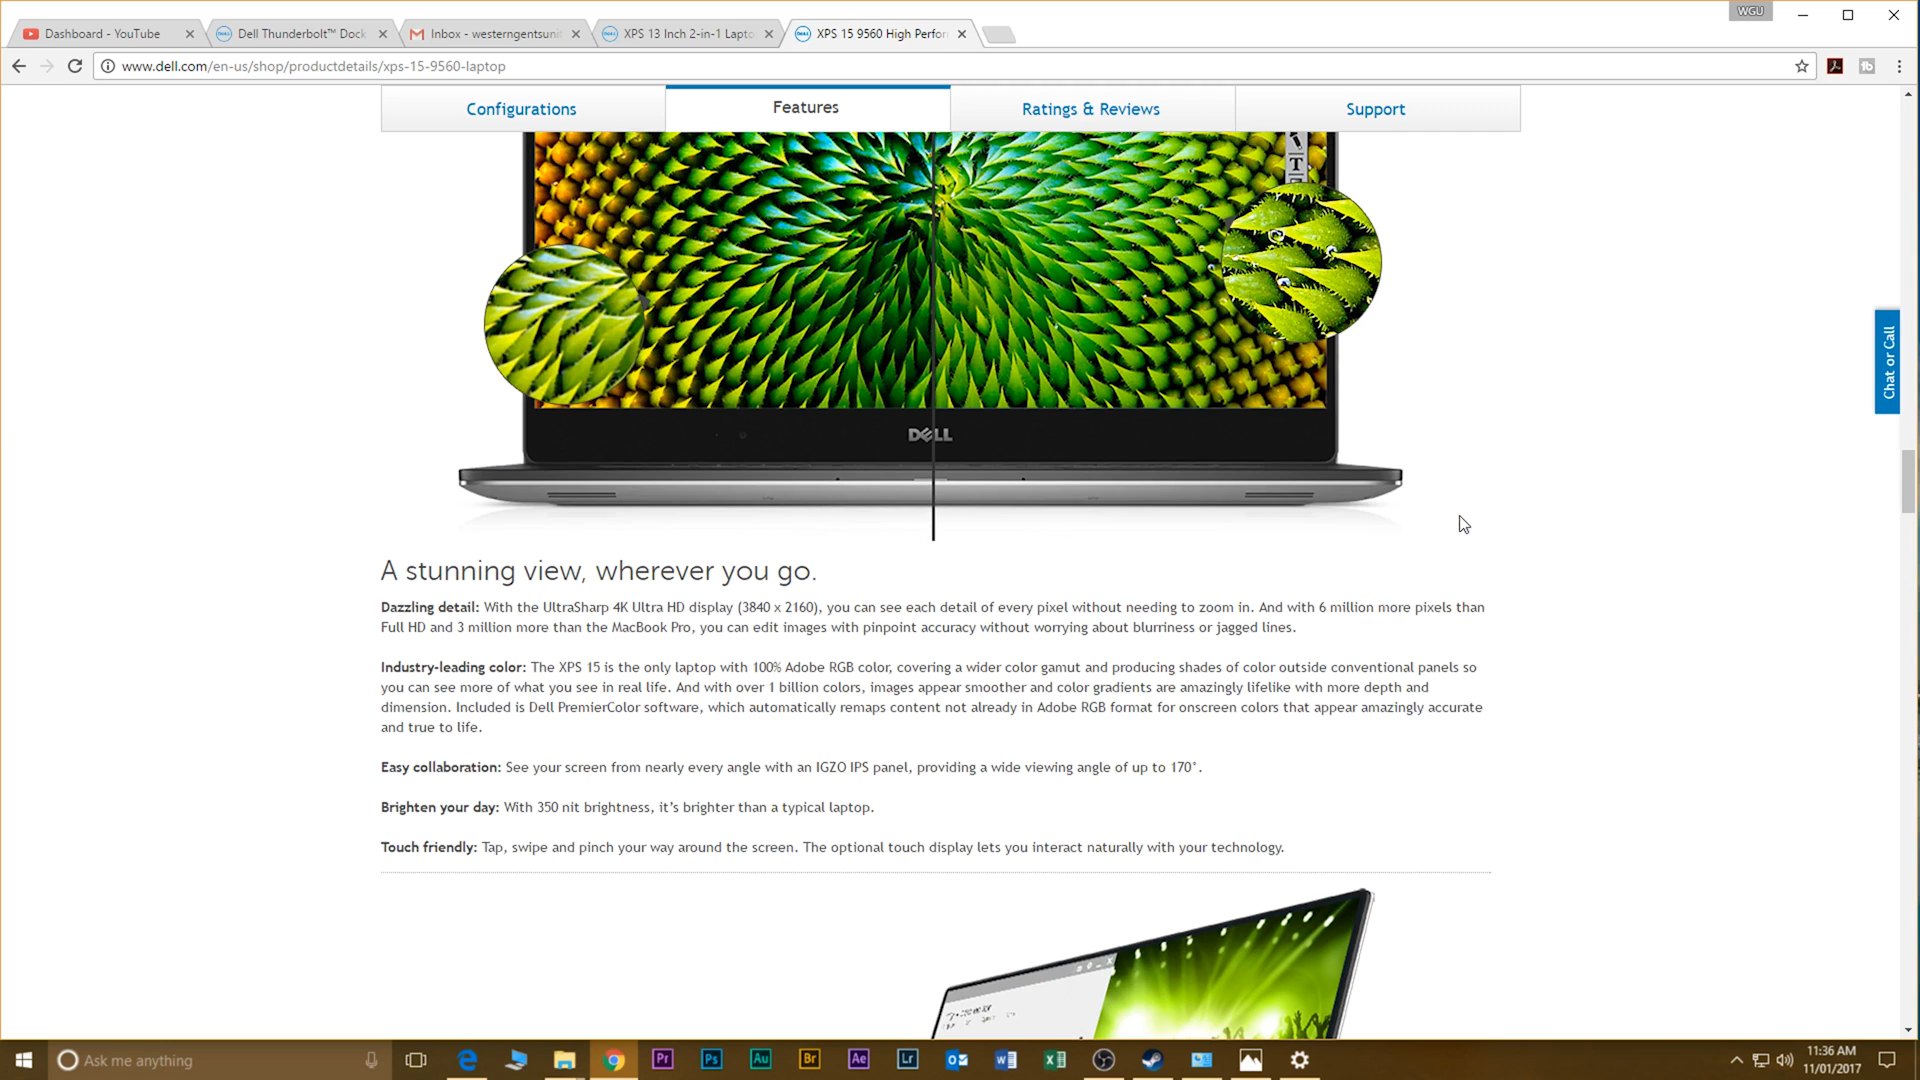 WGU
Dashboard - YouTube
Dell Thunderbolt™ Dock
Inbox - westerngentsunit
XPS 13 Inch 2-in-1 Lapto
XPS 15 9560 High Perfor
www.dell.com/en-us/shop/productdetails/xps-15-9560-laptop
Configurations
Features
Ratings & Reviews
Support
T
DELL
Chat or Call
A stunning view, wherever you go.
Dazzling detail: With the UltraSharp 4K Ultra HD display (3840 x 2160), you can see each detail of every pixel without needing to zoom in. And with 6 million more pixels than
Full HD and 3 million more than the MacBook Pro, you can edit images with pinpoint accuracy without worrying about blurriness or jagged lines.
Industry-leading color: The XPS 15 is the only laptop with 100% Adobe RGB color, covering a wider color gamut and producing shades of color outside conventional panels so
you can see more of what you see in real life. And with over 1 billion colors, images appear smoother and color gradients are amazingly lifelike with more depth and
dimension. Included is Dell PremierColor software, which automatically remaps content not already in Adobe RGB format for onscreen colors that appear amazingly accurate
and true to life.
Easy collaboration: See your screen from nearly every angle with an IGZO IPS panel, providing a wide viewing angle of up to 170°.
Brighten your day: With 350 nit brightness, it's brighter than a typical laptop.
Touch friendly: Tap, swipe and pinch your way around the screen. The optional touch display lets you interact naturally with your technology.
Ask me anything
Pr
Ps
Au
Br
Ae
Lr
11:36 AM
11/01/2017